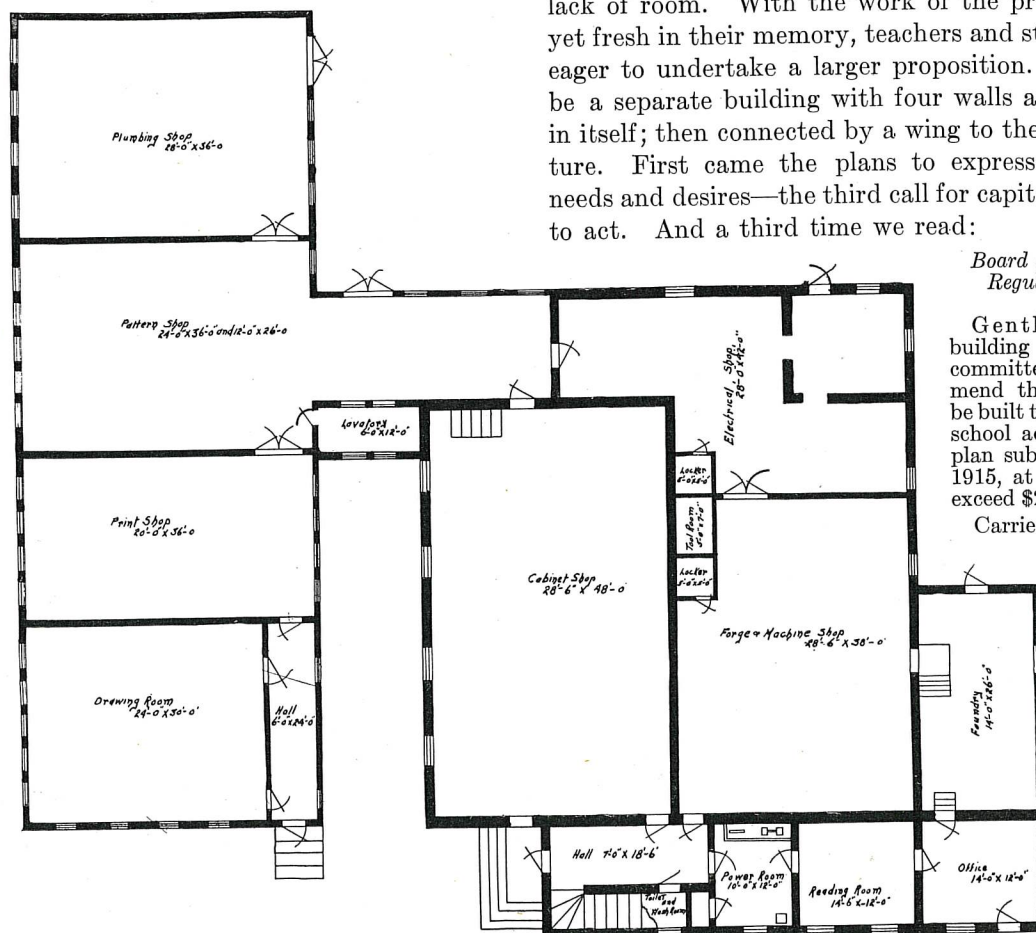 lack of room. With the work of the pr
yet fresh in their memory, teachers and st
eager to undertake a larger proposition.
be a separate building with four walls a
in itself; then connected by a wing to the
ture. First came the plans to express
needs and desires—the third call for capit
to act. And a third time we read:
Board
Regu
Gentl
building
committe
mend th
be built t
school ac
plan sub
1915, at
exceed $
Carrie
Plumbing Shop
28'-0" X 36'-0
Pattern Shop
24'-0" X 36'-0" and 12'-0" X 26'-0
Lavatory
6'-0" X 12'-0"
Electrical Shop
28'-0" X 42'-0"
Locker
Tool Room
5'-0" X 7'-0"
Locker
Print Shop
20'-0" X 36'-0
Cabinet Shop
28'-6" X 48'-0
Forge & Machine Shop
28'-6" X 38'-0
Foundry
14'-0" X 26'-0"
Drawing Room
24'-0" X 30'-0'
Hall
6'-0" X 24'-0"
Hall 7'-0" X 18'-6
Power Room
10'-0" X 12'-0"
Reading Room
14'-6" X 12'-0"
Office
14'-0" X 12'-0"
Toilet
and
Wash Room